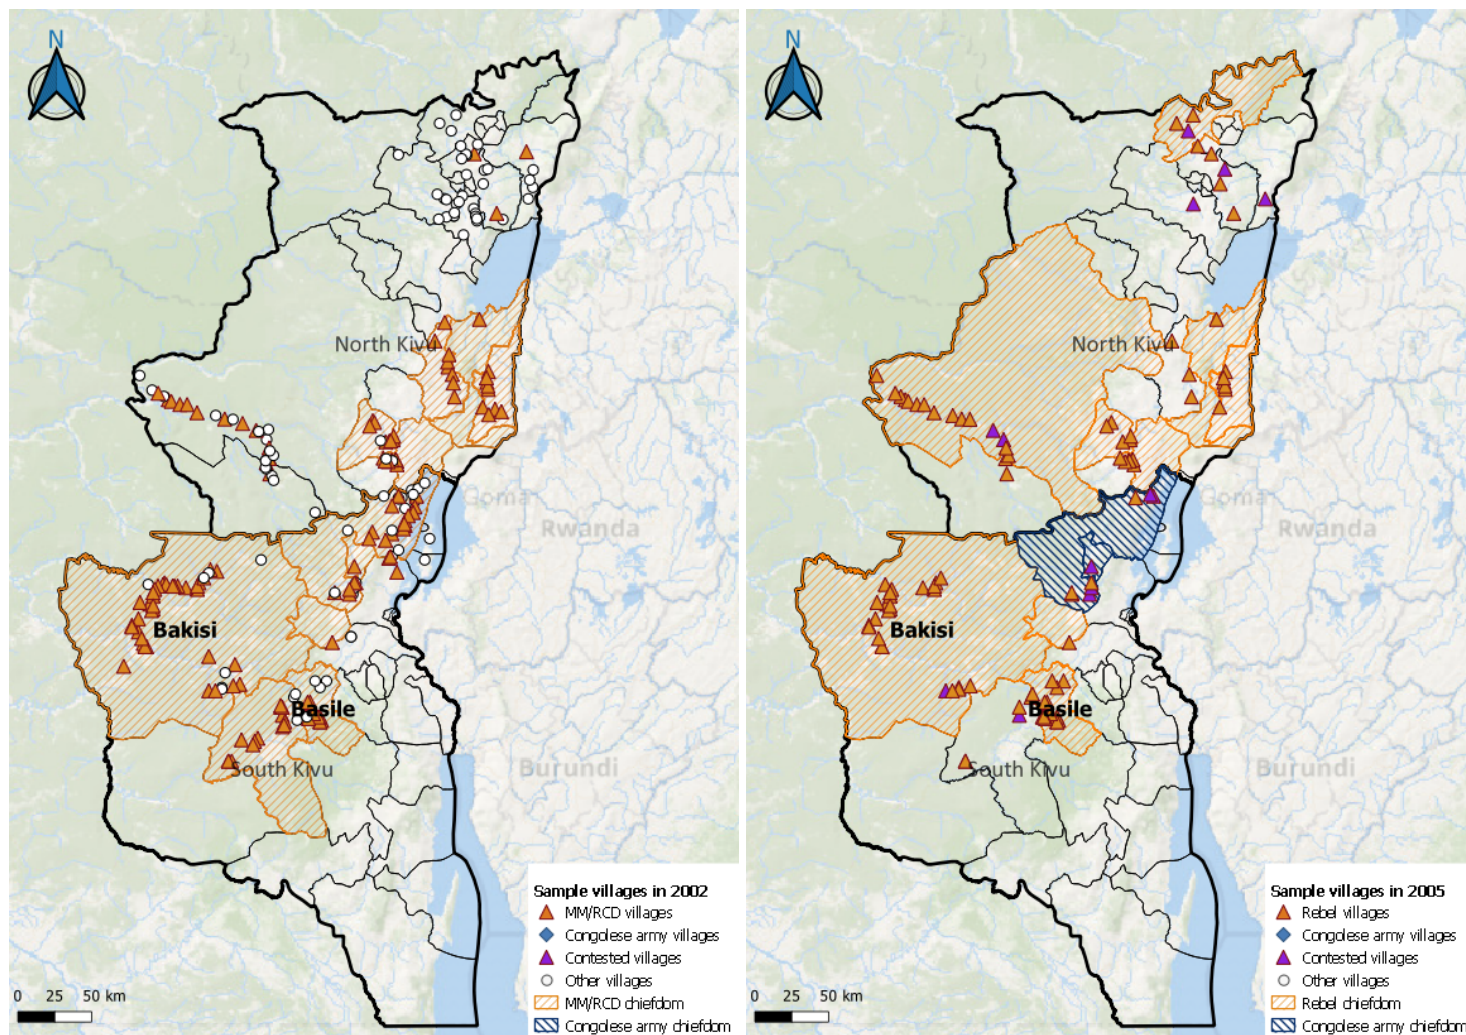 N
North Kivu
Goma
Rwanda
Bakisi
Basile
South Kivu
Burundi
Sample villages in 2002
MM/RCD villages
Congolese army villages
Contested villages
Other villages
MM/RCD chiefdom
Congolese army chiefdom
0 25 50 km
N
North Kivu
Goma
Rwanda
Bakisi
Basile
South Kivu
Burundi
Sample villages in 2005
Rebel villages
Congolese army villages
Contested villages
Other villages
Rebel chiefdom
Congolese army chiefdom
0 25 50 km